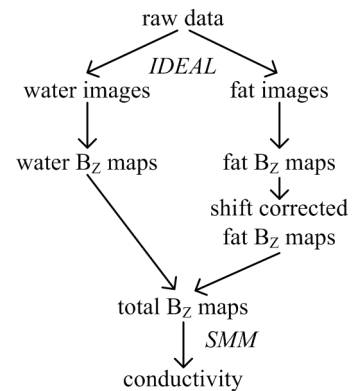 raw data
IDEAL
water images fat images
water B_Z maps fat B_Z maps
shift corrected
fat B_Z maps
total B_Z maps
SMM
conductivity